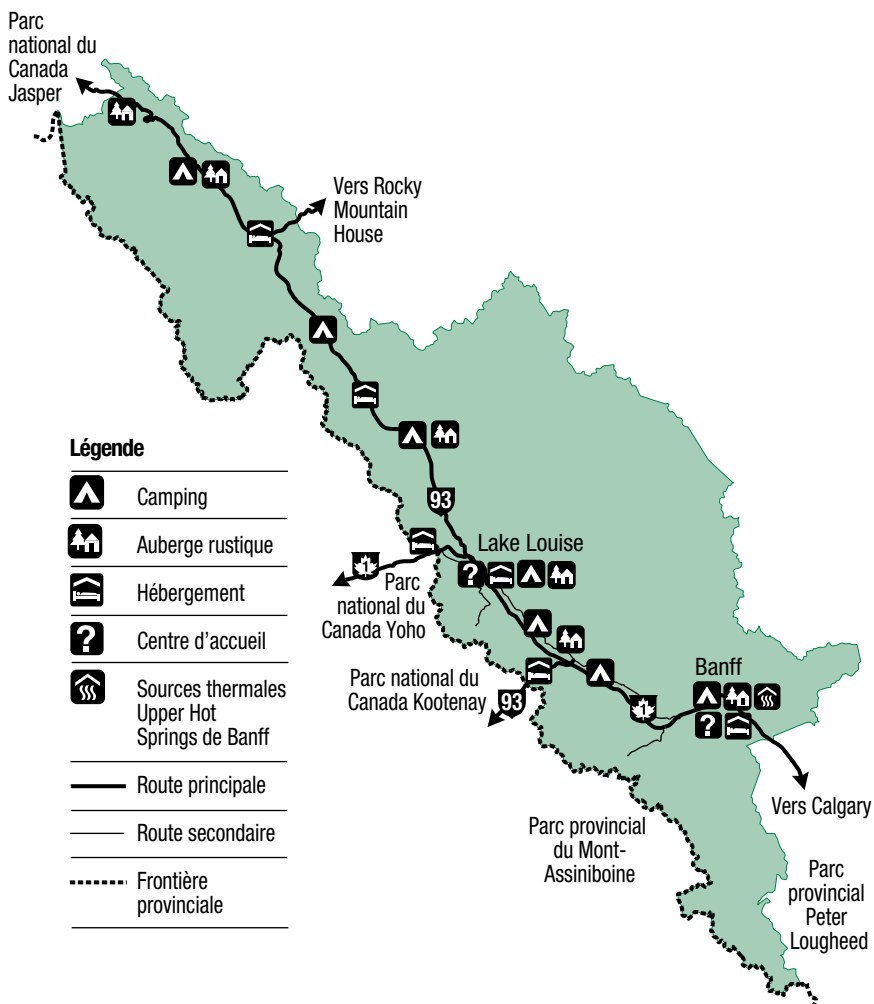 Parc
national du
Canada
Jasper
Vers Rocky
Mountain
House
Légende
Camping
Auberge rustique
Hébergement
?
Centre d'accueil
Sources thermales
Upper Hot
Springs de Banff
Route principale
Route secondaire
Frontière
provinciale
93
Lake Louise
1
?
Parc
national du
Canada Yoho
Parc national du
Canada Kootenay
93
1
Banff
?
Vers Calgary
Parc provincial
du Mont-
Assiniboine
Parc
provincial
Peter
Lougheed